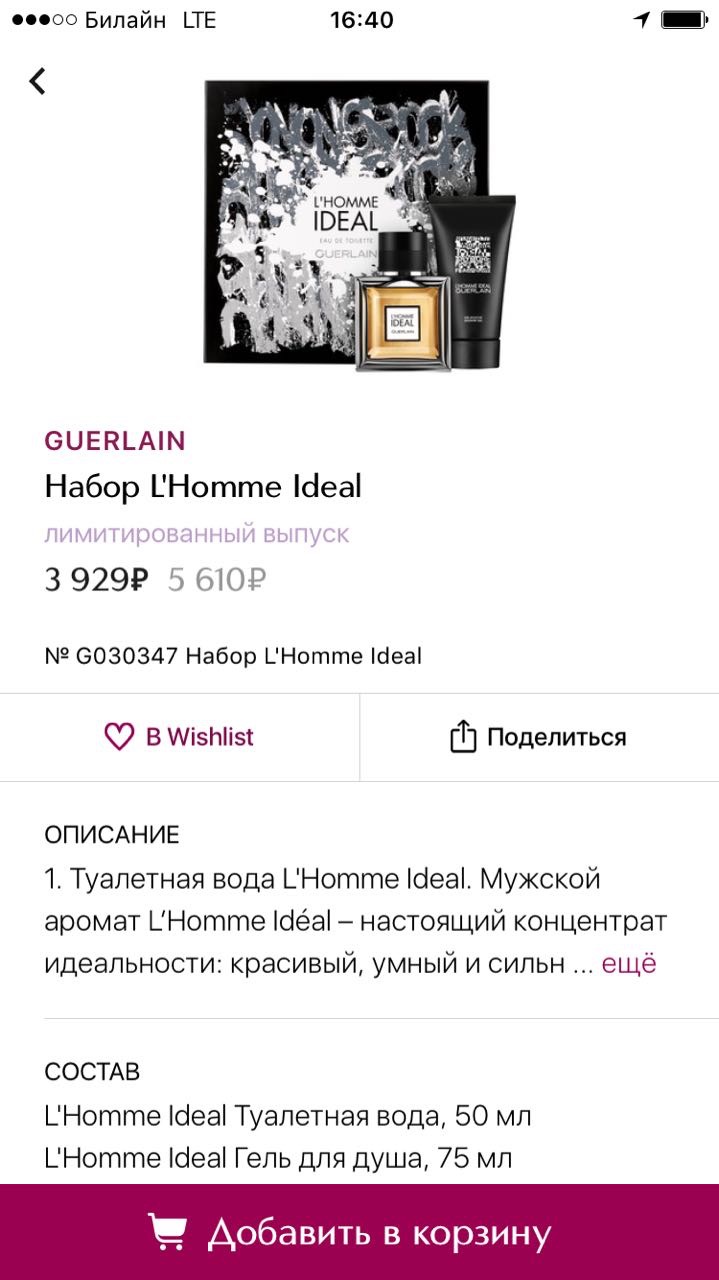 Билайн LTE 16:40
L'HOMME
IDEAL
EAU DE TOILETTE
GUERLAIN
L'HOMME
IDEAL
GUERLAIN
L'HOMME IDEAL
GUERLAIN
GUERLAIN
Набор L'Homme Ideal
лимитированный выпуск
3 929₽ 5 610₽
№ G030347 Набор L'Homme Ideal
В Wishlist
Поделиться
ОПИСАНИЕ
1. Туалетная вода L'Homme Ideal. Мужской
аромат L’Homme Idéal – настоящий концентрат
идеальности: красивый, умный и сильн ... ещё
СОСТАВ
L'Homme Ideal Туалетная вода, 50 мл
L'Homme Ideal Гель для душа, 75 мл
Добавить в корзину